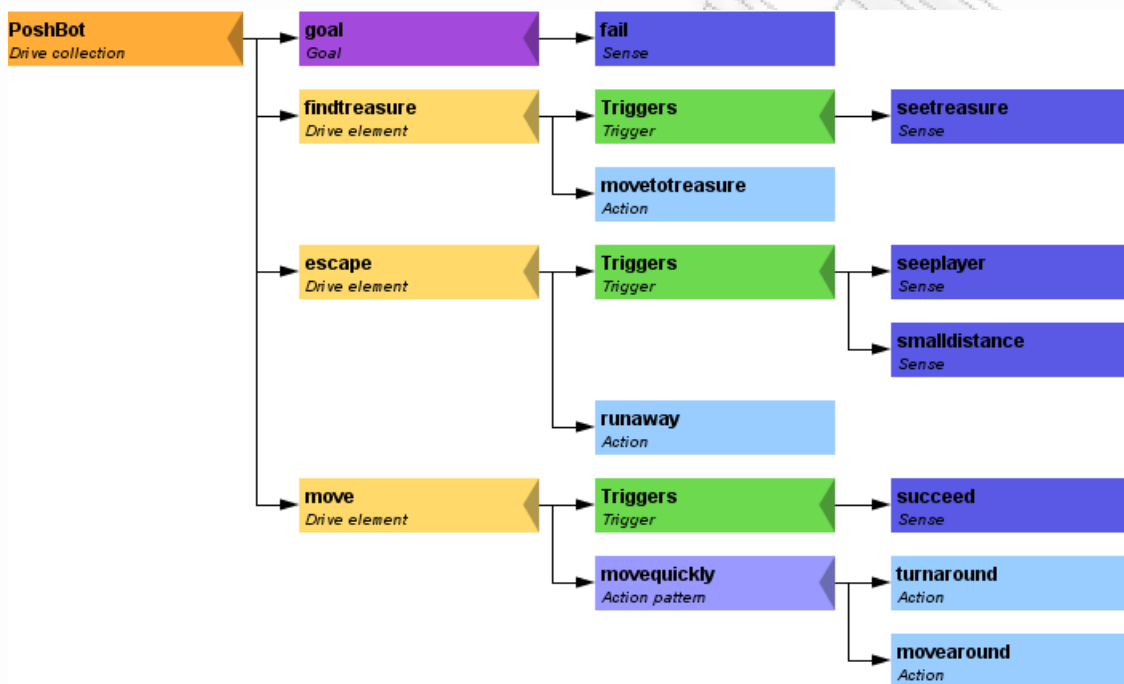 PoshBot
Drive collection
goal
Goal
fail
Sense
findtreasure
Drive element
Triggers
Trigger
seetreasure
Sense
movetotreasure
Action
escape
Drive element
Triggers
Trigger
seeplayer
Sense
smalldistance
Sense
runaway
Action
move
Drive element
Triggers
Trigger
succeed
Sense
movequickly
Action pattern
turnaround
Action
movearound
Action